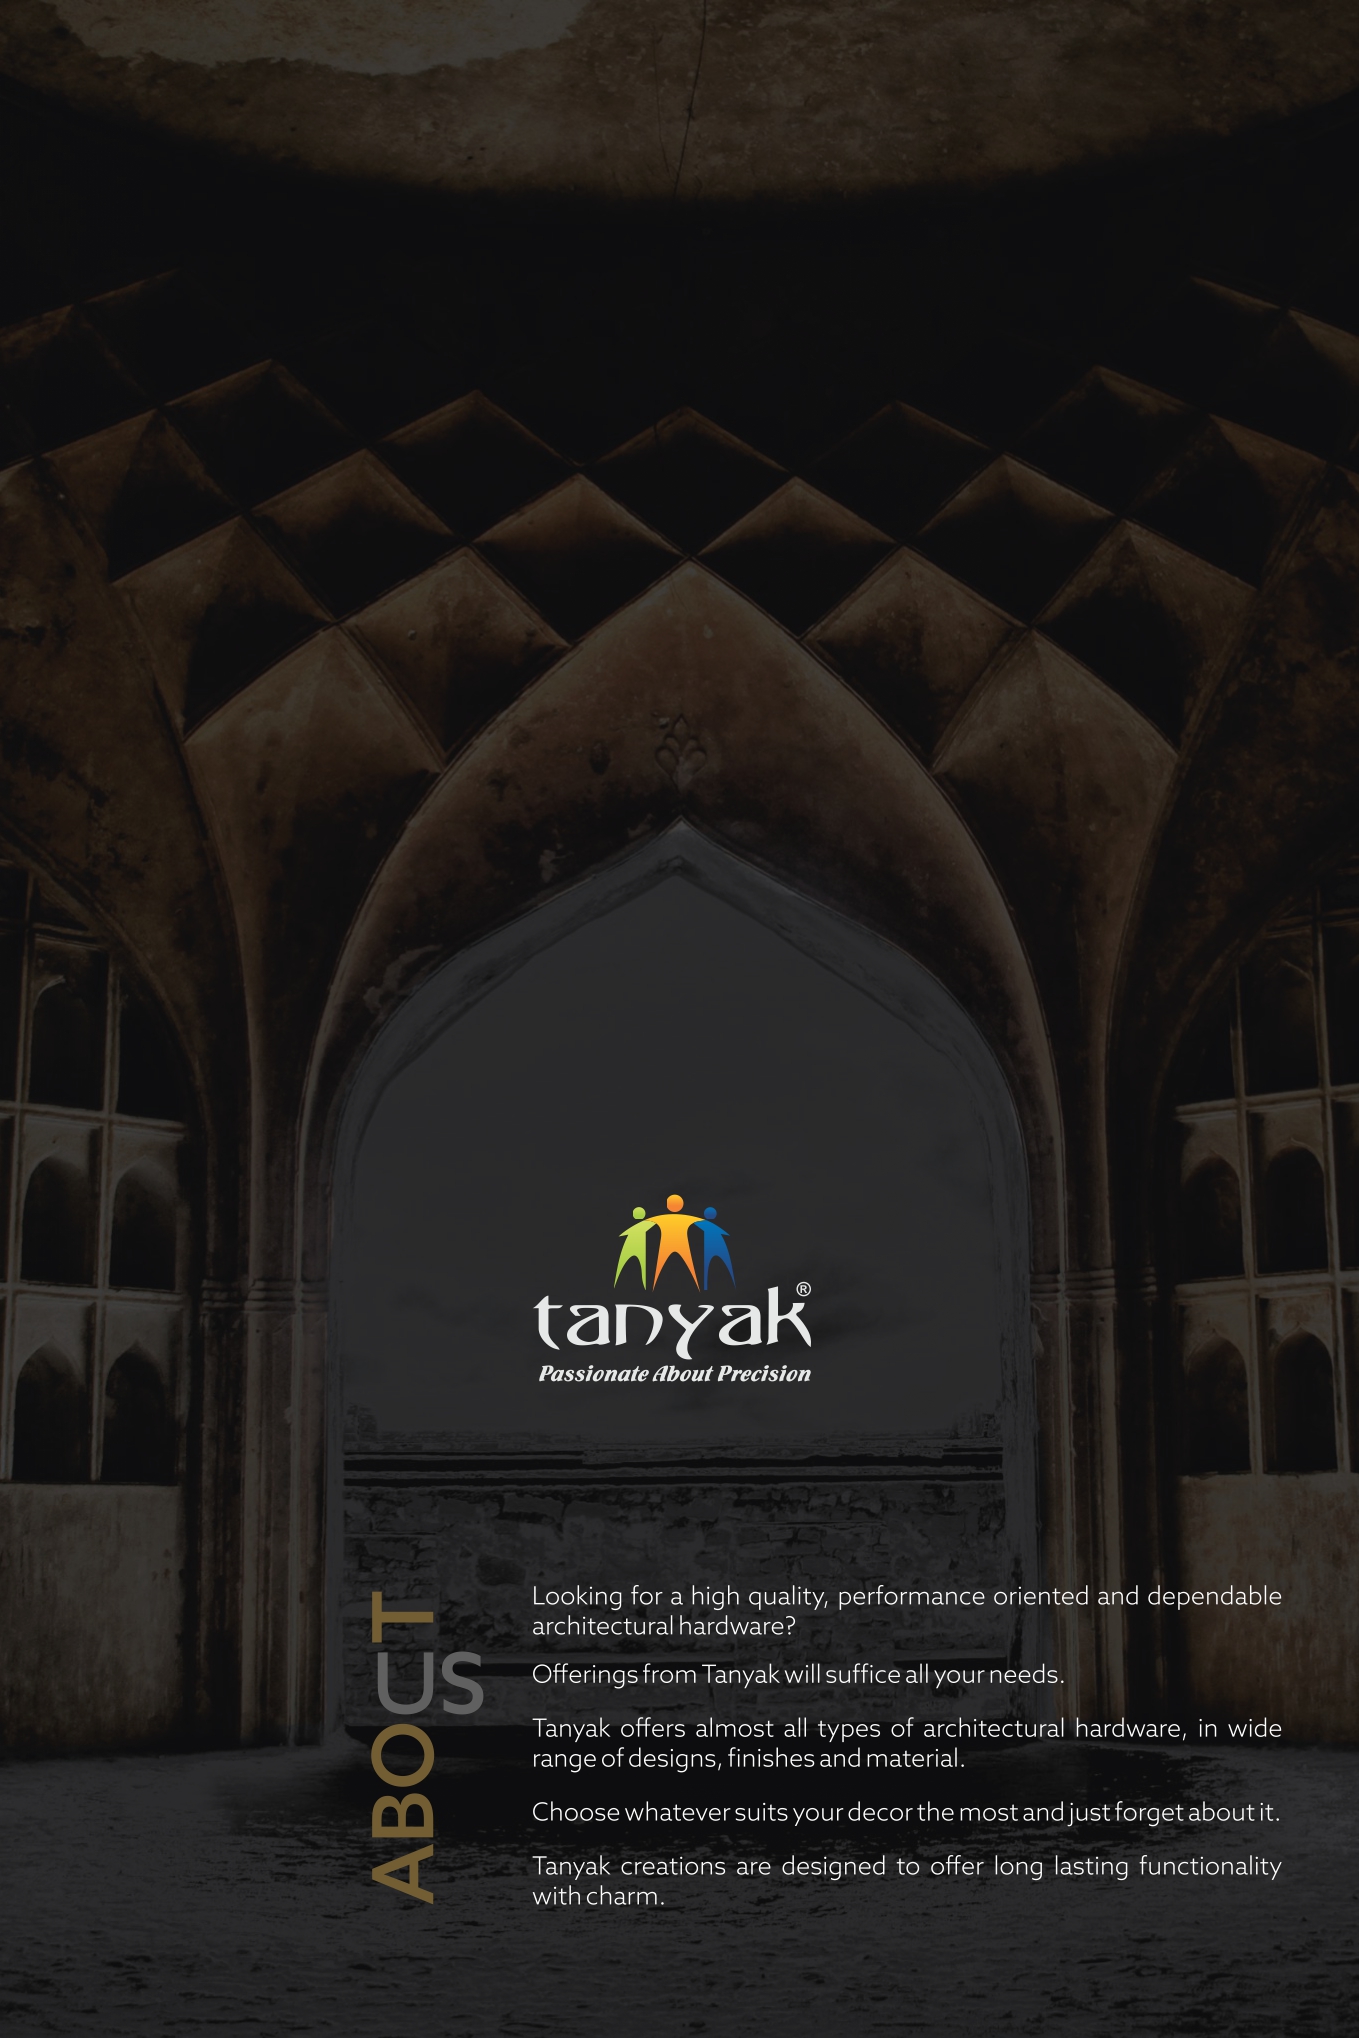 tanyak®
Passionate About Precision
ABOUT
US
Looking for a high quality, performance oriented and dependable
architectural hardware?
Offerings from Tanyak will suffice all your needs.
Tanyak offers almost all types of architectural hardware, in wide
range of designs, finishes and material.
Choose whatever suits your decor the most and just forget about it.
Tanyak creations are designed to offer long lasting functionality
with charm.